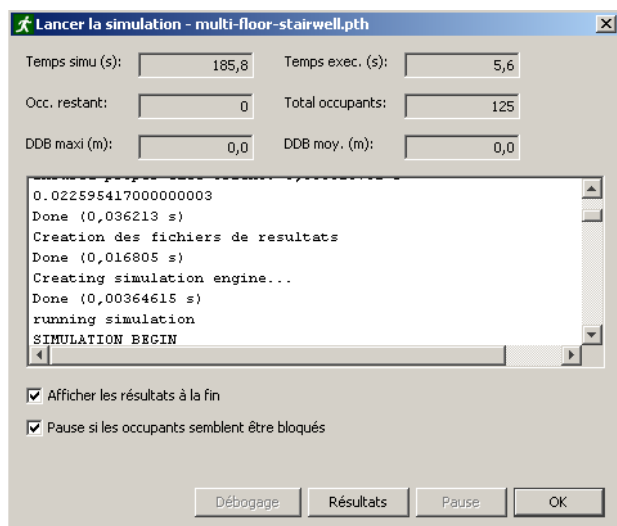 Lancer la simulation - multi-floor-stairwell.pth
Temps simu (s): 185,8 Temps exec. (s): 5,6
Occ. restant: 0 Total occupants: 125
DDB maxi (m): 0,0 DDB moy. (m): 0,0
0.022595417000000003
Done (0,036213 s)
Creation des fichiers de resultats
Done (0,016805 s)
Creating simulation engine...
Done (0,00364615 s)
running simulation
SIMULATION BEGIN
Afficher les résultats à la fin
Pause si les occupants semblent être bloqués
Débogage Résultats Pause OK